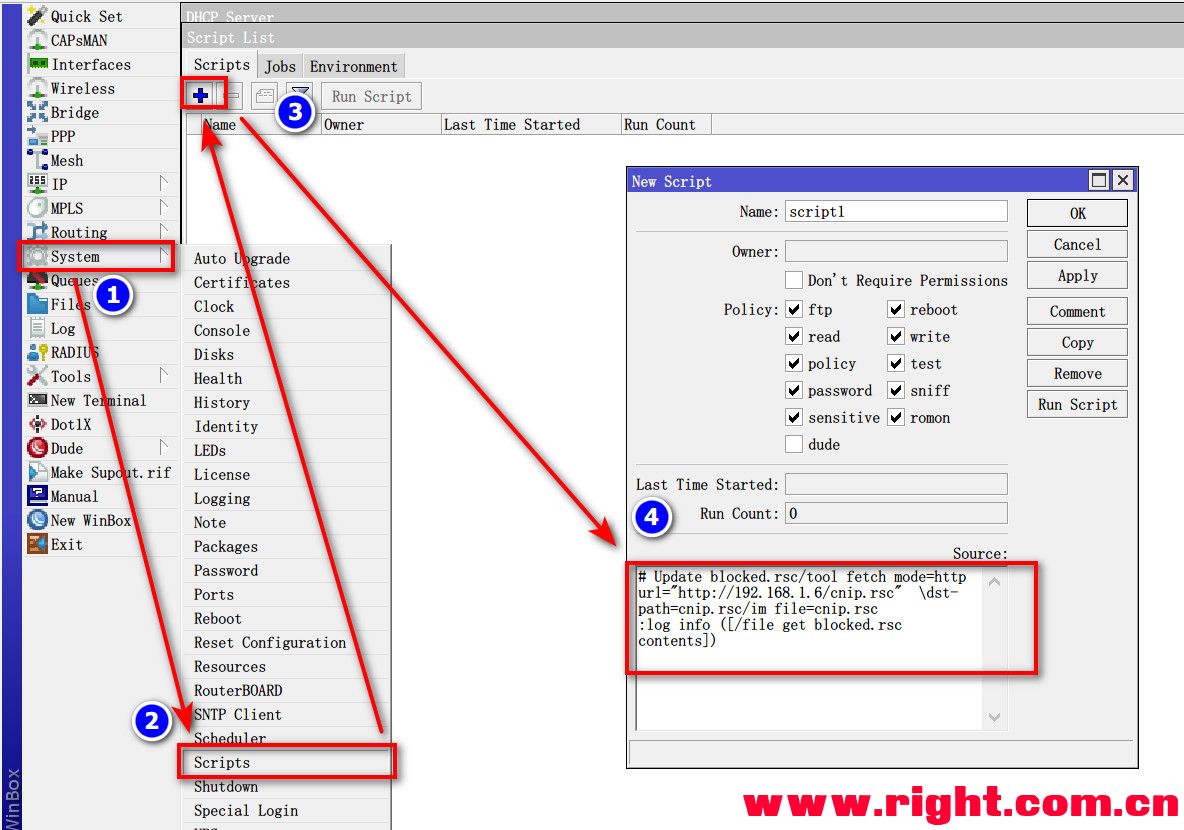 Quick Set
CAPsMAN
Interfaces
Wireless
Bridge
PPP
Mesh
IP
MPLS
Routing
System
Queues
Files
Log
RADIUS
Tools
New Terminal
Dot1X
Dude
Make Supout.rif
Manual
New WinBox
Exit
WinBox
1
DHCP Server
Script List
Scripts Jobs Environment
Run Script
3
Name Owner Last Time Started Run Count
Auto Upgrade
Certificates
Clock
Console
Disks
Health
History
Identity
LEDs
License
Logging
Note
Packages
Password
Ports
Reboot
Reset Configuration
Resources
RouterBOARD
SNTP Client
Scheduler
Scripts
Shutdown
Special Login
2
New Script
Name: script1
Owner:
Don't Require Permissions
Policy: ftp reboot
read write
policy test
password sniff
sensitive romon
dude
Last Time Started:
Run Count: 0
4
Source:
# Update blocked.rsc/tool fetch mode=http
url="http://192.168.1.6/cnip.rsc" \dst-
path=cnip.rsc/im file=cnip.rsc
:log info ([/file get blocked.rsc
contents])
OK
Cancel
Apply
Comment
Copy
Remove
Run Script
www.right.com.cn